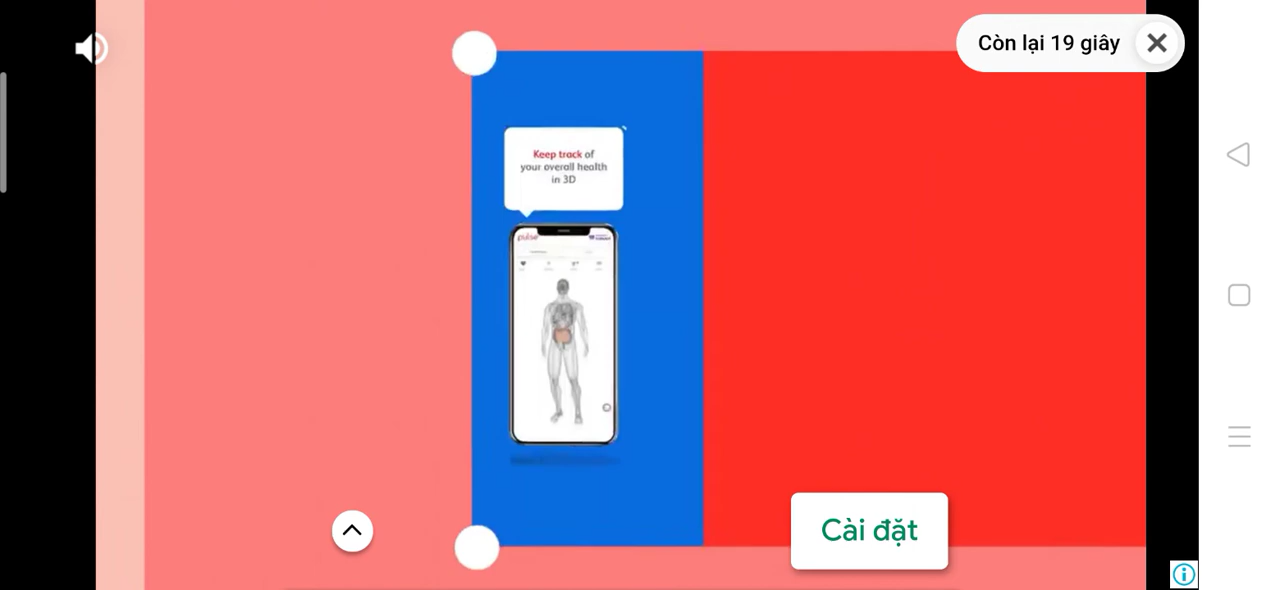 Còn lại 19 giây
Keep track of
your overall health
in 3D
pulse
Cài đặt